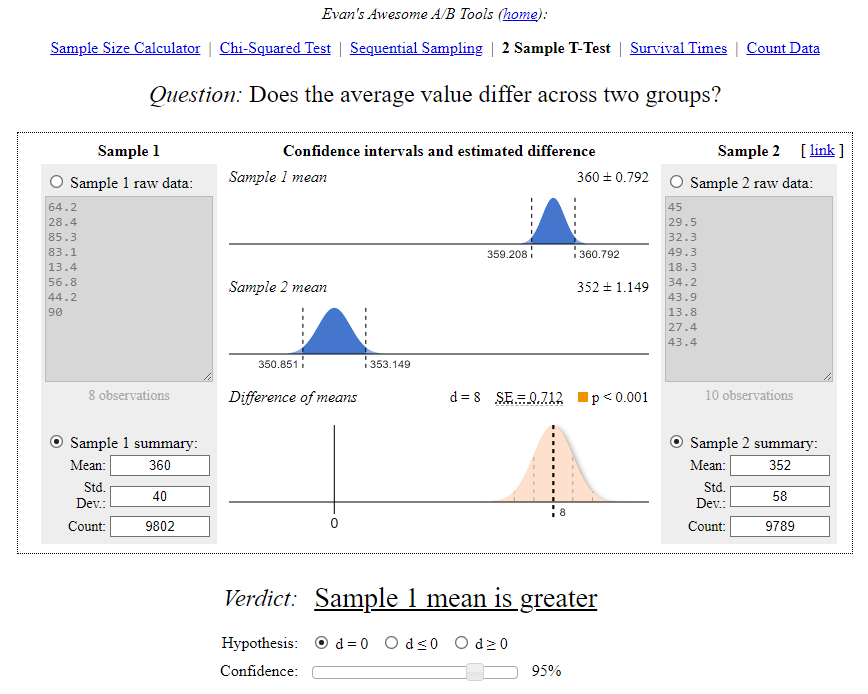 Evan's Awesome A/B Tools (home):
Sample Size Calculator | Chi-Squared Test | Sequential Sampling | 2 Sample T-Test | Survival Times | Count Data
Question: Does the average value differ across two groups?
Sample 1
Sample 1 raw data:
64.2
28.4
85.3
83.1
13.4
56.8
44.2
90
8 observations
Sample 1 summary:
Mean: 360
Std.
Dev.: 40
Count: 9802
Confidence intervals and estimated difference
Sample 1 mean 360 ± 0.792
359.208 360.792
Sample 2 mean 352 ± 1.149
350.851 353.149
Difference of means d = 8 SE = 0.712 p < 0.001
8
0
Sample 2 [ link ]
Sample 2 raw data:
45
29.5
32.3
49.3
18.3
34.2
43.9
13.8
27.4
43.4
10 observations
Sample 2 summary:
Mean: 352
Std.
Dev.: 58
Count: 9789
Verdict: Sample 1 mean is greater
Hypothesis: d = 0 d ≤ 0 d ≥ 0
Confidence: 95%